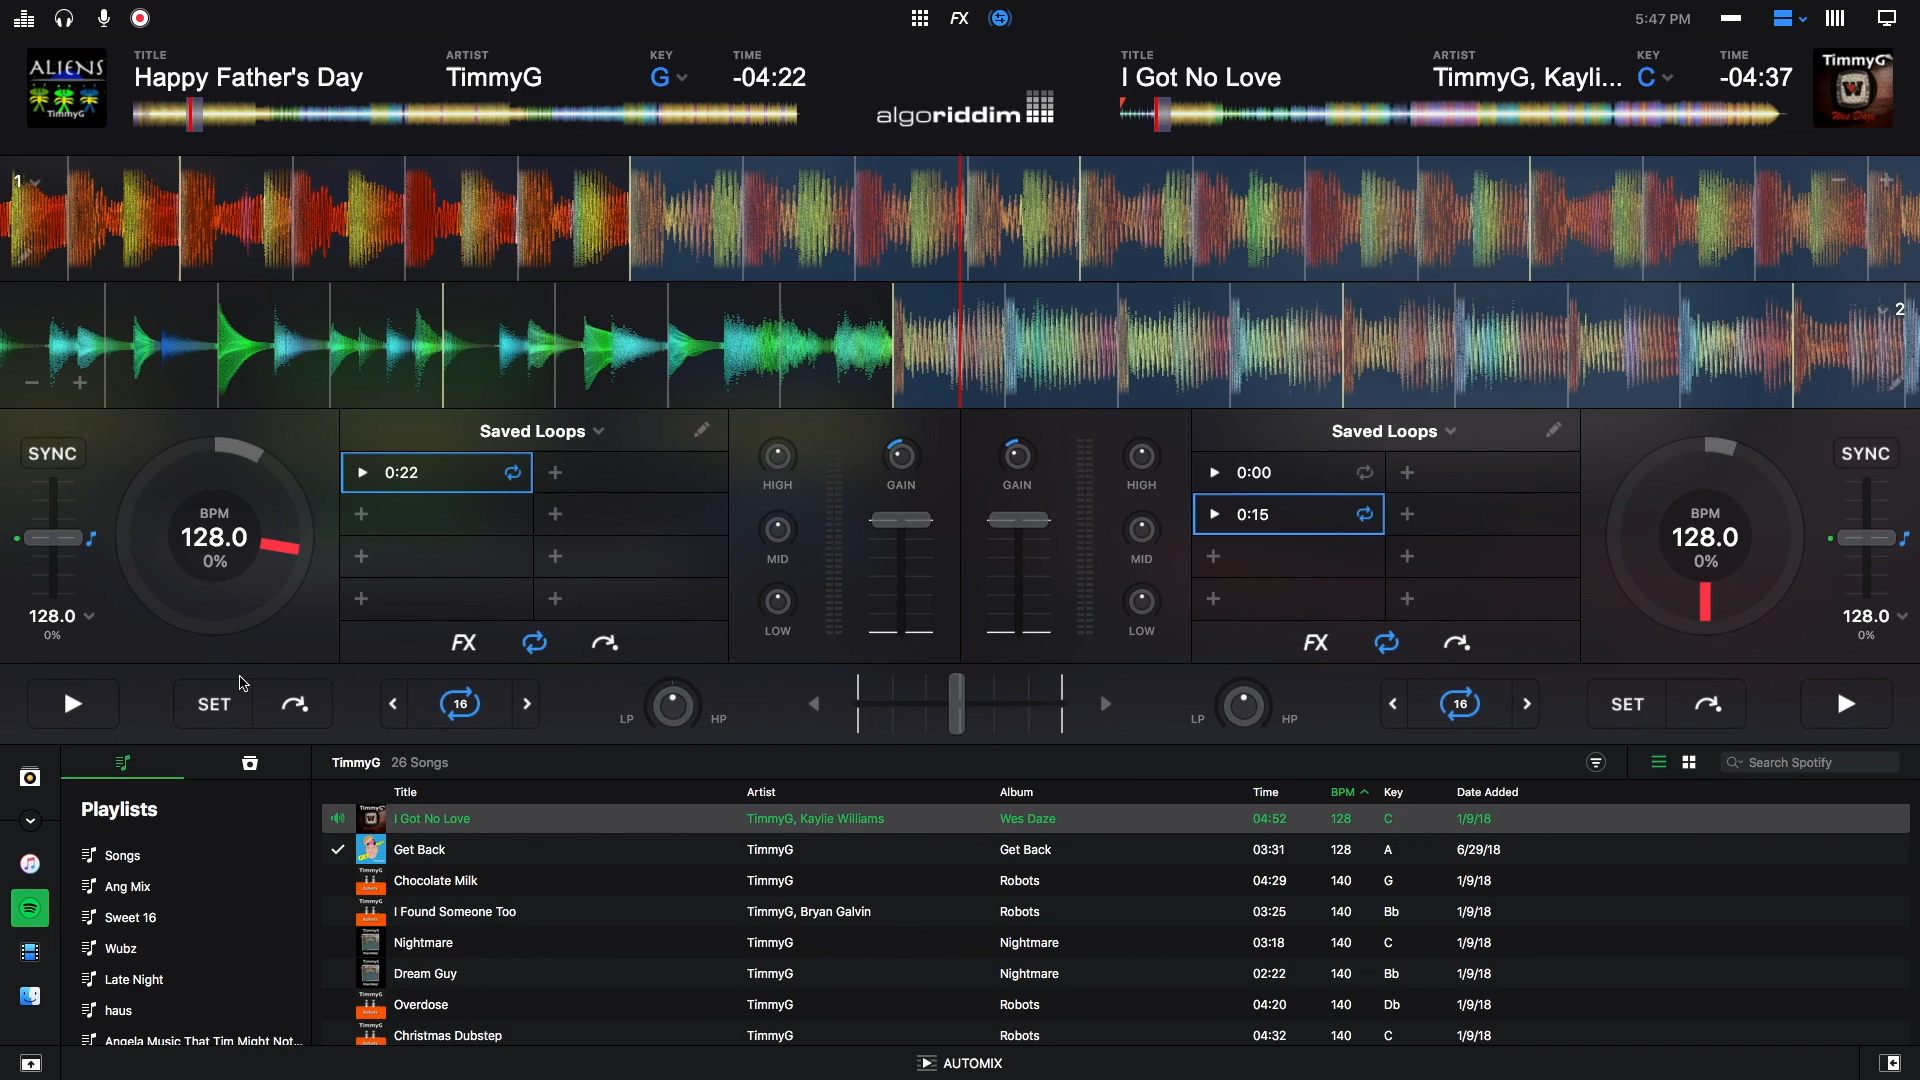 FX
5:47 PM
ALIENS
TimmyG
TITLE ARTIST KEY TIME
Happy Father's Day TimmyG G -04:22
algoriddim
TITLE ARTIST KEY TIME
I Got No Love TimmyG, Kayli... C -04:37
TimmyG
Wes Daze
1
2
SYNC
BPM
128.0
0%
128.0
0%
Saved Loops
0:22
FX
HIGH
MID
LOW
GAIN
GAIN
HIGH
MID
LOW
Saved Loops
0:00
0:15
FX
BPM
128.0
0%
SYNC
128.0
0%
SET 16 LP HP LP HP 16 SET
TimmyG 26 Songs Search Spotify
Playlists
Songs
Ang Mix
Sweet 16
Wubz
Late Night
haus
Angela Music That Tim Might Not...
Title Artist Album Time BPM Key Date Added
I Got No Love TimmyG, Kaylie Williams Wes Daze 04:52 128 C 1/9/18
Get Back TimmyG Get Back 03:31 128 A 6/29/18
Chocolate Milk TimmyG Robots 04:29 140 G 1/9/18
I Found Someone Too TimmyG, Bryan Galvin Robots 03:25 140 Bb 1/9/18
Nightmare TimmyG Nightmare 03:18 140 C 1/9/18
Dream Guy TimmyG Nightmare 02:22 140 Bb 1/9/18
Overdose TimmyG Robots 04:20 140 Db 1/9/18
Christmas Dubstep TimmyG Robots 04:32 140 C 1/9/18
AUTOMIX